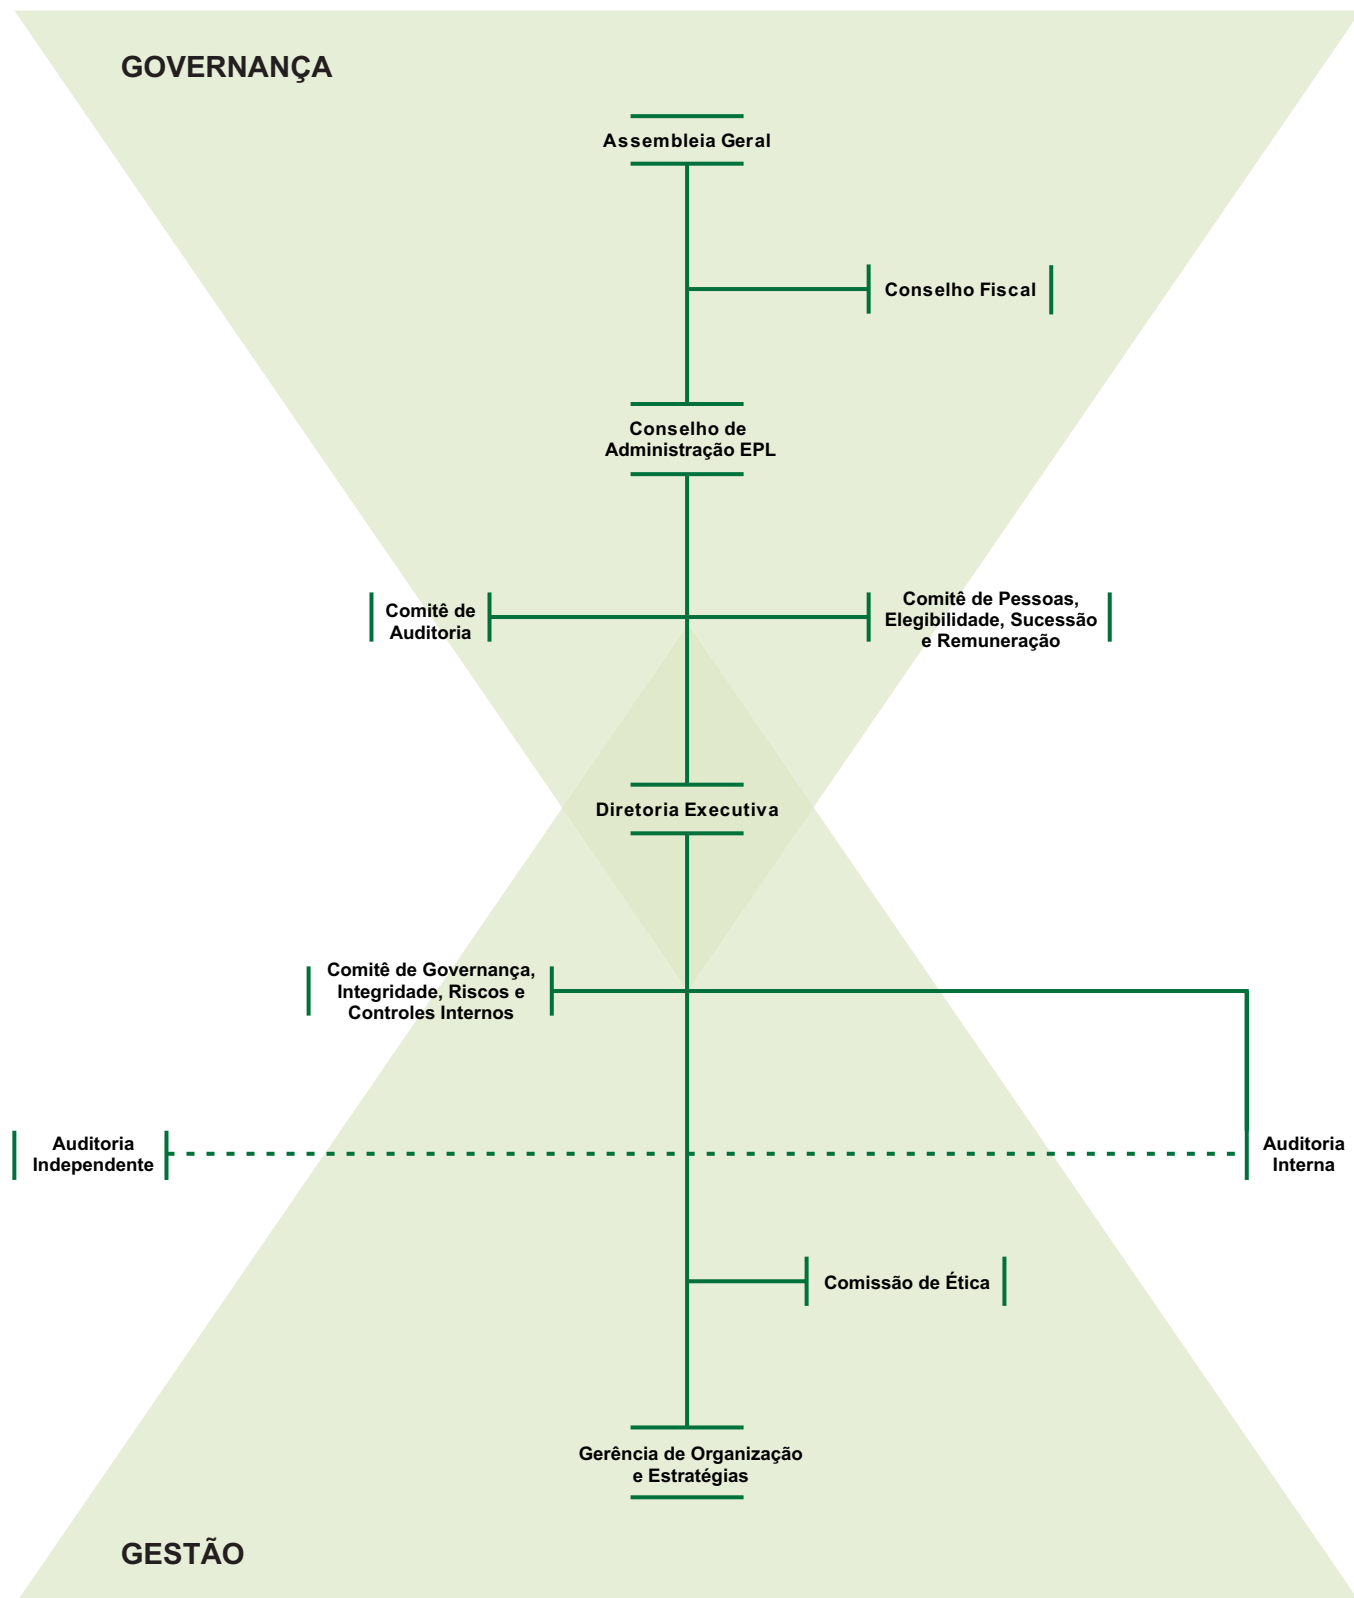 GOVERNANÇA
Assembleia Geral
Conselho Fiscal
Conselho de
Administração EPL
Comitê de
Auditoria
Comitê de Pessoas,
Elegibilidade, Sucessão
e Remuneração
Diretoria Executiva
Comitê de Governança,
Integridade, Riscos e
Controles Internos
Auditoria
Independente
Auditoria
Interna
Comissão de Ética
Gerência de Organização
e Estratégias
GESTÃO